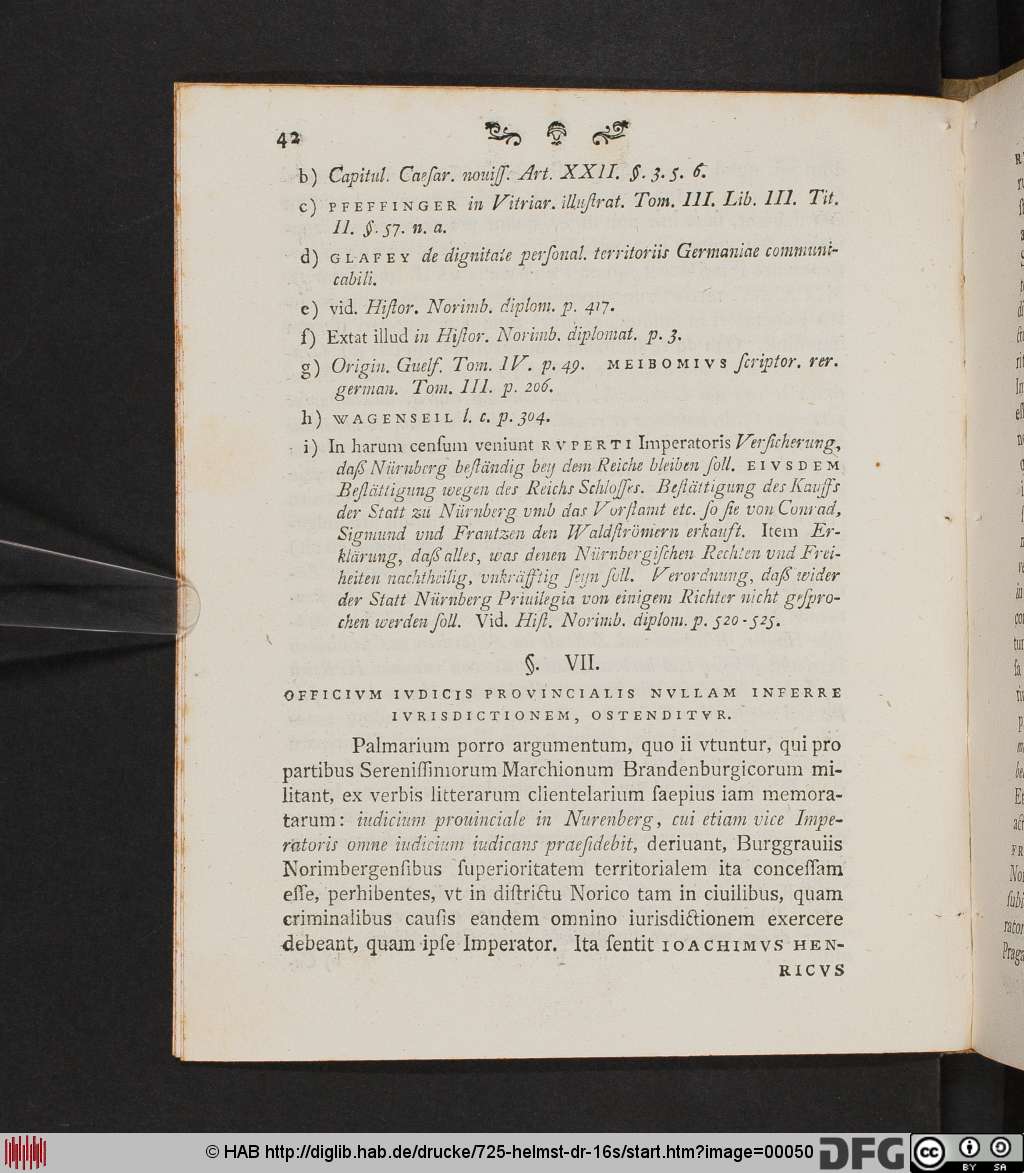 42
b) Capitul. Caeſar. nouiſſ. Art. XXII. §. 3. 5. 6.
c) PFEFFINGER in Vitriar. illuſtrat. Tom. III. Lib. III. Tit.
II. §. 57. n. a.
d) GLAFEY de dignitate perſonal. territoriis Germaniae communi-
cabili.
e) vid. Hiſtor. Norimb. diplom. p. 417.
f) Extat illud in Hiſtor. Norimb. diplomat. p. 3.
g) Origin. Guelf. Tom. IV. p. 49. MEIBOMIVS ſcriptor. rer.
german. Tom. III. p. 206.
h) WAGENSEIL l. c. p. 304.
i) In harum cenſum veniunt RVPERTI Imperatoris Verſicherung,
daß Nürnberg beſtändig bey dem Reiche bleiben ſoll. EIVSDEM
Beſtättigung wegen des Reichs Schloſſes. Beſtättigung des Kauffs
der Statt zu Nürnberg vmb das Vorſtamt etc. ſo ſie von Conrad,
Sigmund vnd Frantzen den Waldſtrömern erkauft. Item Er-
klärung, daß alles, was denen Nürnbergiſchen Rechten vnd Frei-
heiten nachtheilig, vnkräfftig ſeyn ſoll. Verordnung, daß wider
der Statt Nürnberg Priuilegia von einigem Richter nicht geſpro-
chen werden ſoll. Vid. Hiſt. Norimb. diplom. p. 520-525.
§. VII.
OFFICIVM IVDICIS PROVINCIALIS NVLLAM INFERRE
IVRISDICTIONEM, OSTENDITVR.
Palmarium porro argumentum, quo ii vtuntur, qui pro
partibus Sereniſſimorum Marchionum Brandenburgicorum mi-
litant, ex verbis litterarum clientelarium ſaepius iam memora-
tarum: iudicium prouinciale in Nurenberg, cui etiam vice Impe-
ratoris omne iudicium iudicans praeſidebit, deriuant, Burggrauiis
Norimbergenſibus ſuperioritatem territorialem ita conceſſam
eſſe, perhibentes, vt in diſtrictu Norico tam in ciuilibus, quam
criminalibus cauſis eandem omnino iurisdictionem exercere
debeant, quam ipſe Imperator. Ita ſentit IOACHIMVS HEN-
RICVS
© HAB http://diglib.hab.de/drucke/725-helmst-dr-16s/start.htm?image=00050
DFG
cc
BY SA